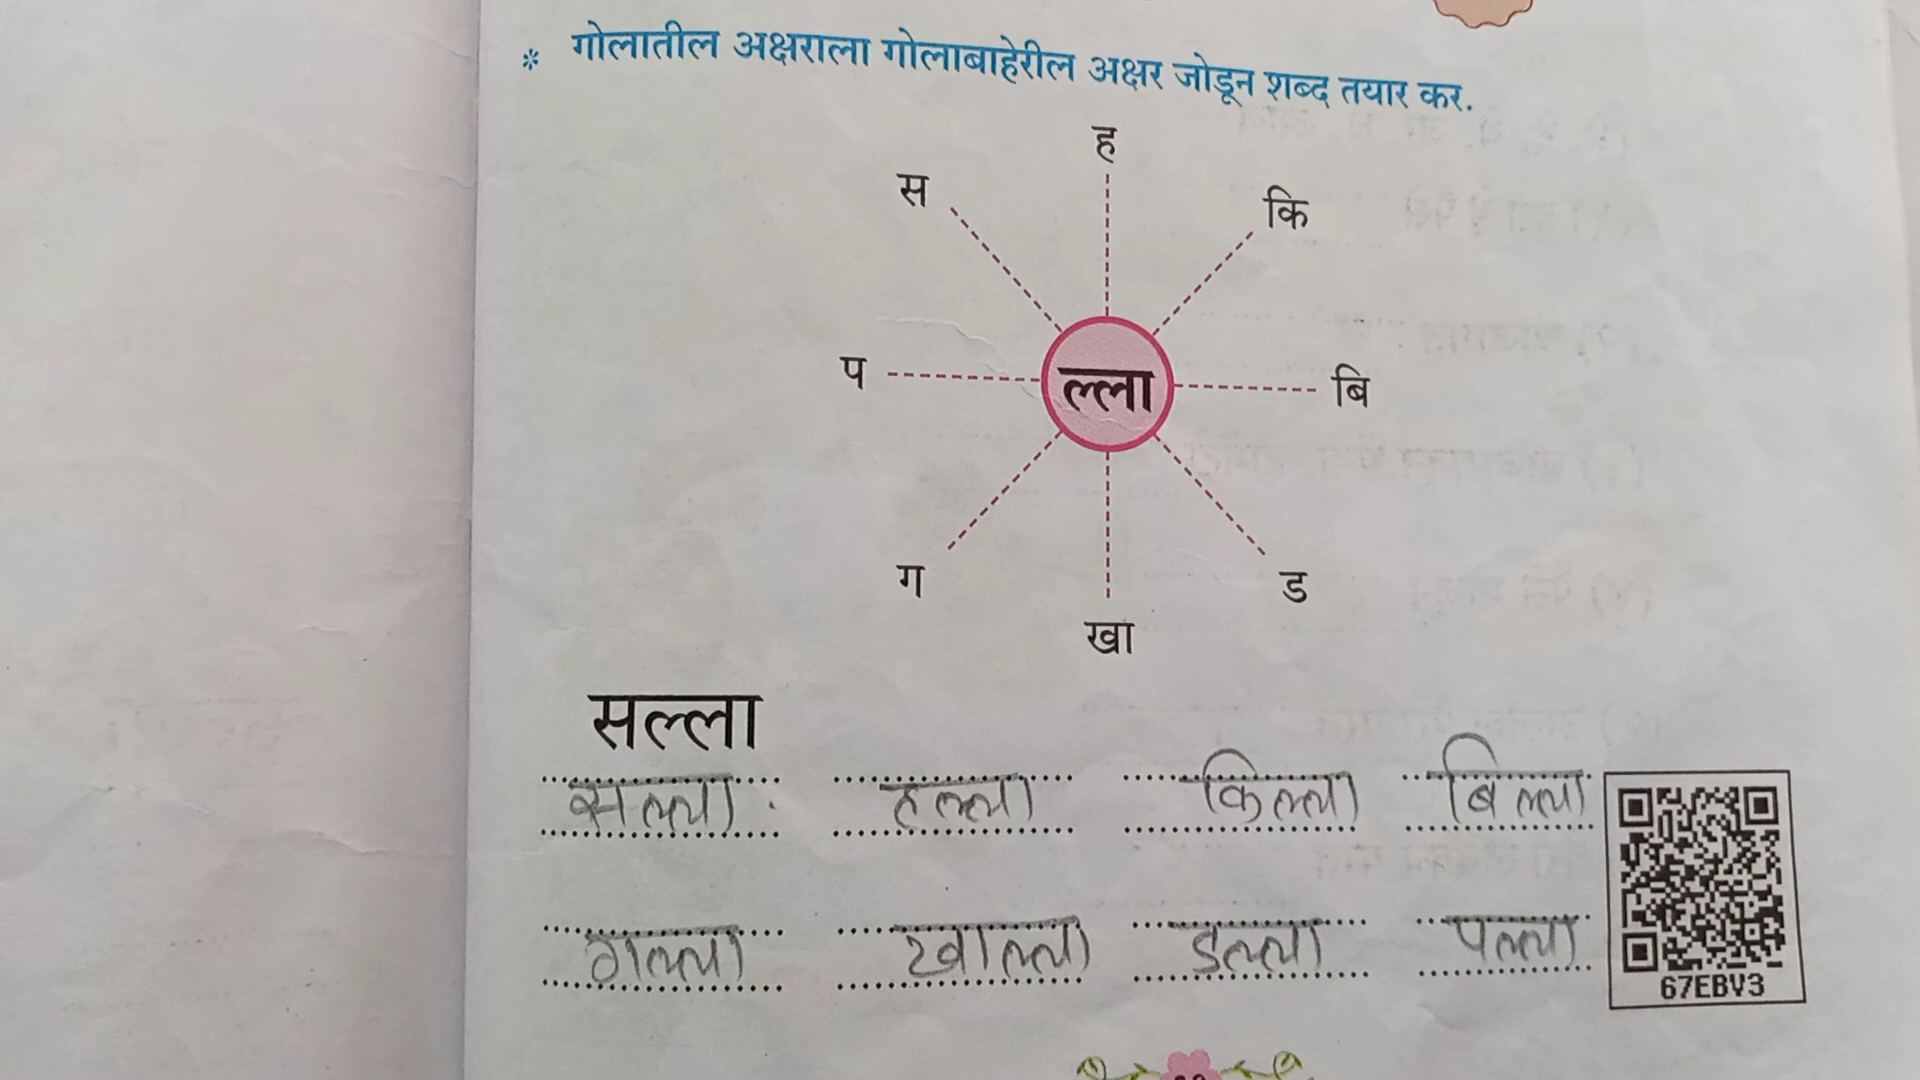 * गोलातील अक्षराला गोलाबाहेरील अक्षर जोडून शब्द तयार कर.
ह
स
कि
प
ल्ला
बि
ग
ड
खा
सल्ला
सल्ला हल्ला किल्ला बिल्ला
गल्ला खाल्ला डल्ला पल्ला
67EBV3